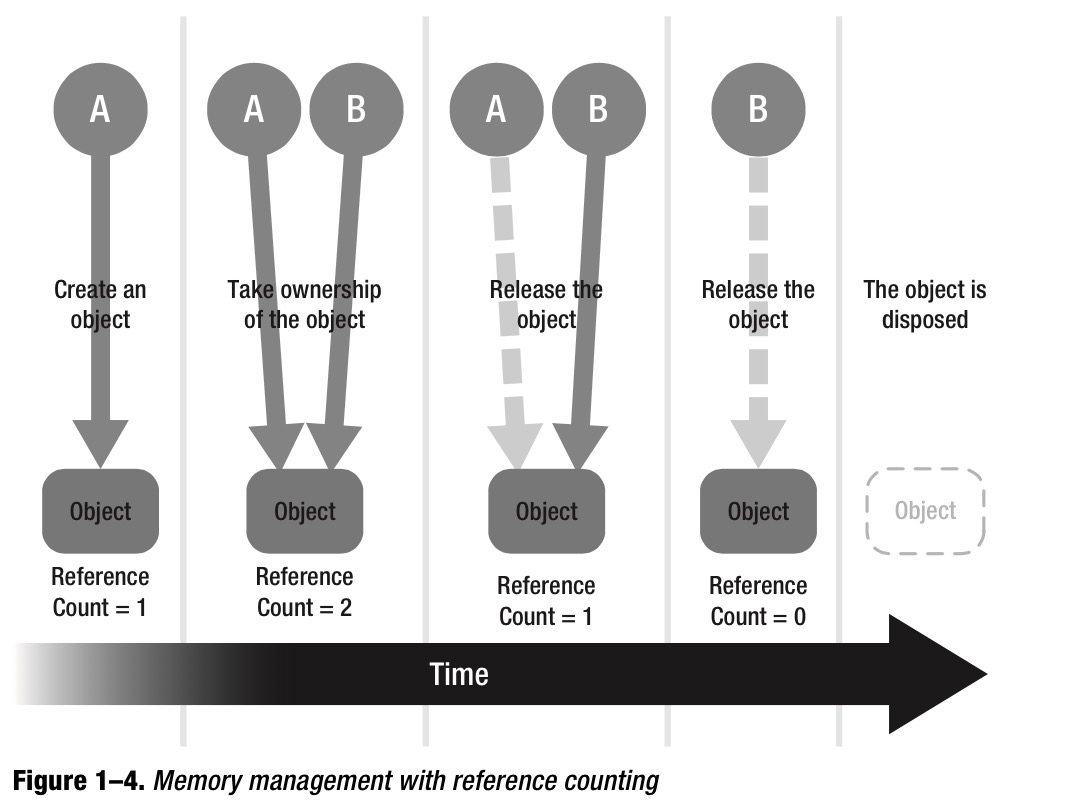 A
A
B
A
B
B
Create an
object
Take ownership
of the object
Release the
object
Release the
object
The object is
disposed
Object
Object
Object
Object
Object
Reference
Count = 1
Reference
Count = 2
Reference
Count = 1
Reference
Count = 0
Time
Figure 1–4. Memory management with reference counting